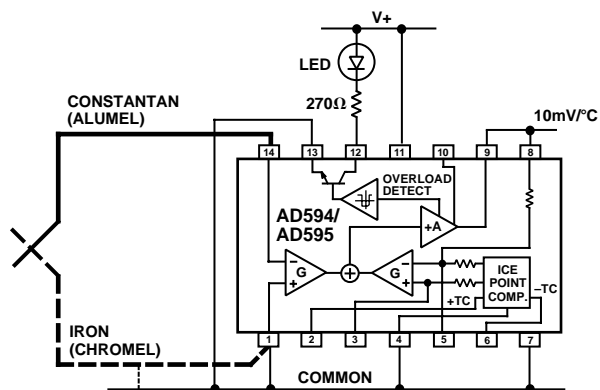 V+
LED
270Ω
10mV/°C
CONSTANTAN
(ALUMEL)
14 13 12 11 10 9 8
OVERLOAD
DETECT
AD594/
AD595
+A
–
G
+
+
–
G
+
ICE
POINT
COMP.
+TC
–TC
IRON
(CHROMEL)
1 2 3 4 5 6 7
COMMON